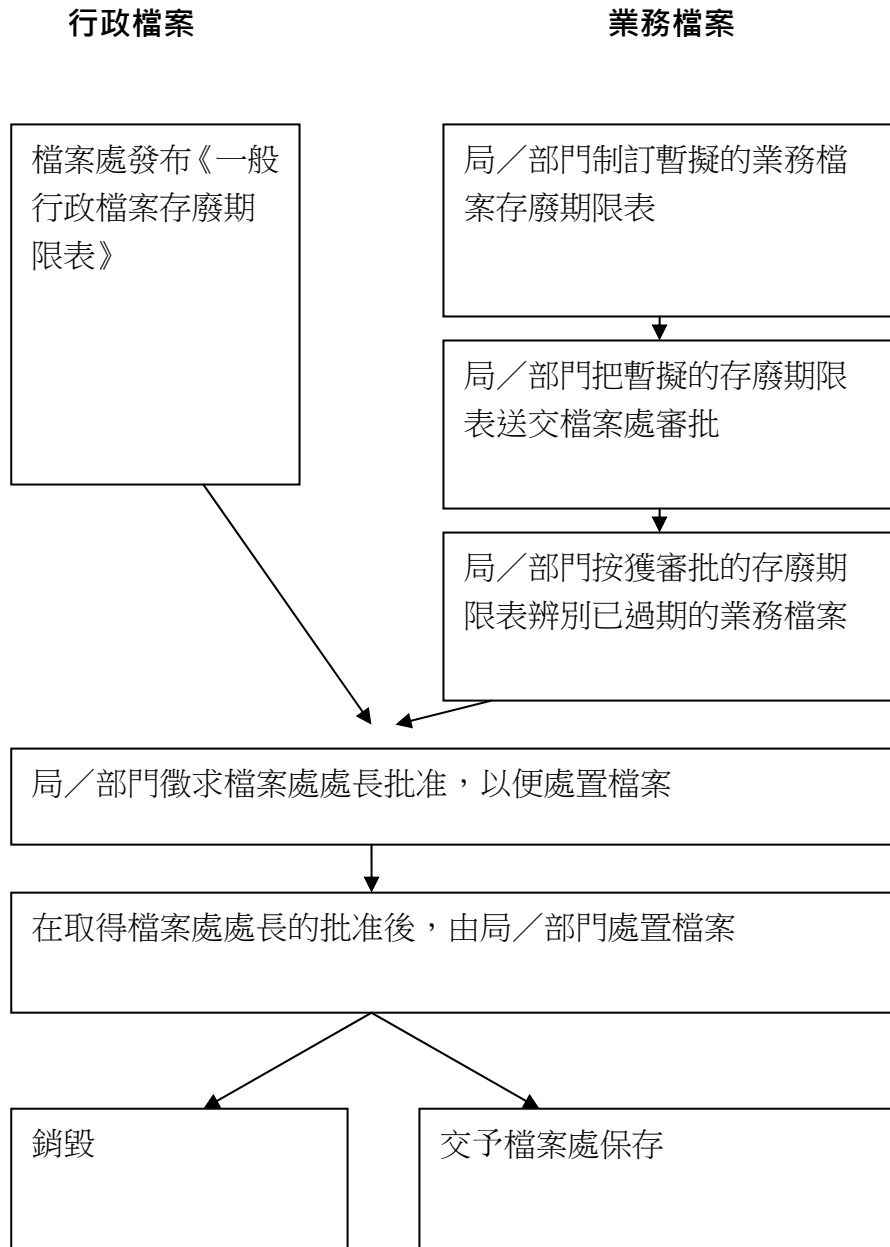 行政檔案
業務檔案
檔案處發布《一般
行政檔案存廢期
限表》
局／部門制訂暫擬的業務檔
案存廢期限表
局／部門把暫擬的存廢期限
表送交檔案處審批
局／部門按獲審批的存廢期
限表辨別已過期的業務檔案
局／部門徵求檔案處處長批准，以便處置檔案
在取得檔案處處長的批准後，由局／部門處置檔案
銷毀
交予檔案處保存